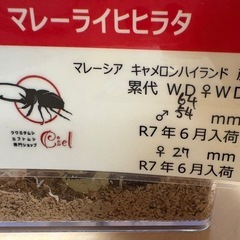 マレーライヒヒラタ
マレーシア キャメロンハイランド
累代 WD♀WD
64
♂ 54 mm
R7年6月入荷
♀ 27 mm
R7年6月入荷
クワガタムシ
カブトムシ
専門ショップ
Ciel